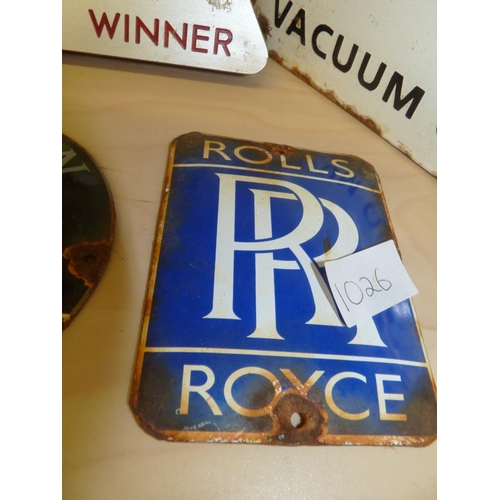 WINNER
VACUUM
ROLLS
RR
1026
ROYCE